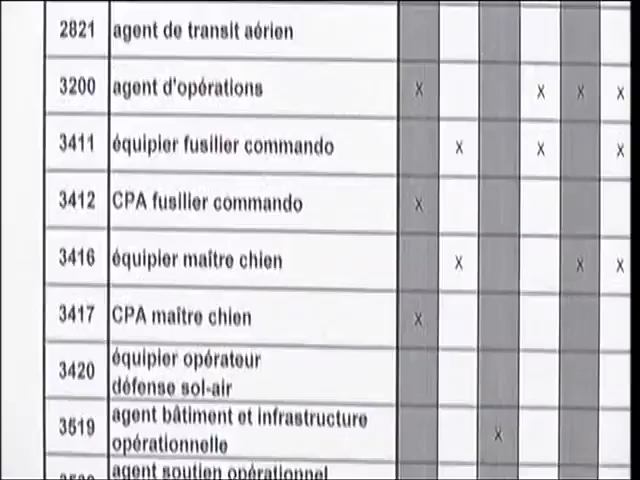 2821 agent de transit aérien
3200 agent d'opérations X X X X
3411 équipier fusilier commando X X X
3412 CPA fusilier commando X
3416 équipier maître chien X X X
3417 CPA maître chien X
3420 équipier opérateur
défense sol-air
3519 agent bâtiment et infrastructure
opérationnelle X
agent soutien opérationnel